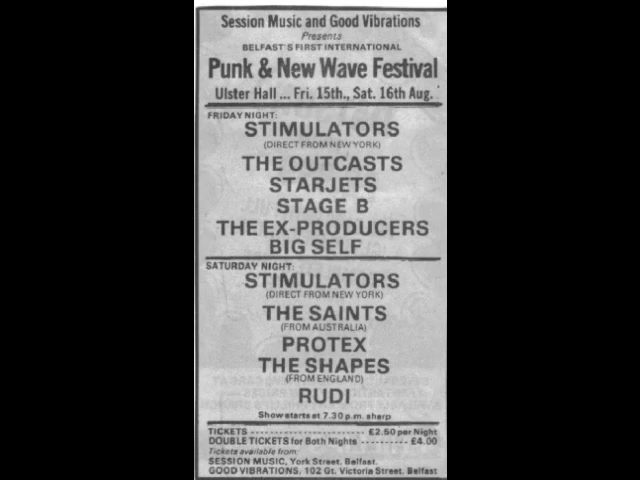 Session Music and Good Vibrations
Presents
BELFAST'S FIRST INTERNATIONAL
Punk & New Wave Festival
Ulster Hall ... Fri. 15th., Sat. 16th Aug.
FRIDAY NIGHT:
STIMULATORS
(DIRECT FROM NEW YORK)
THE OUTCASTS
STARJETS
STAGE B
THE EX-PRODUCERS
BIG SELF
SATURDAY NIGHT:
STIMULATORS
(DIRECT FROM NEW YORK)
THE SAINTS
(FROM AUSTRALIA)
PROTEX
THE SHAPES
(FROM ENGLAND)
RUDI
Show starts at 7.30 p.m. sharp
TICKETS -------------------- £2.50 per Night
DOUBLE TICKETS for Both Nights ---------- £4.00
Tickets available from:
SESSION MUSIC, York Street, Belfast.
GOOD VIBRATIONS, 102 Gt. Victoria Street, Belfast